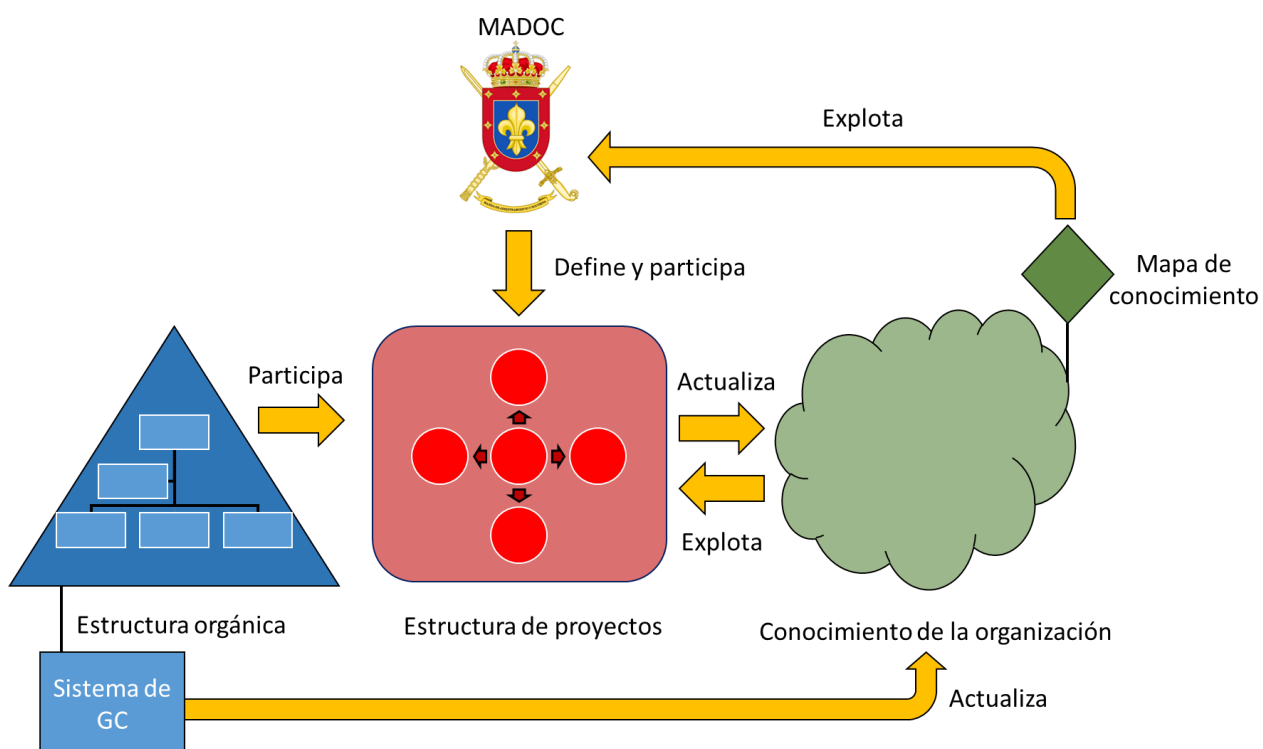 MADOC
Explota
Define y participa
Mapa de
conocimiento
Participa
Actualiza
Explota
Estructura orgánica
Estructura de proyectos
Conocimiento de la organización
Sistema de
GC
Actualiza